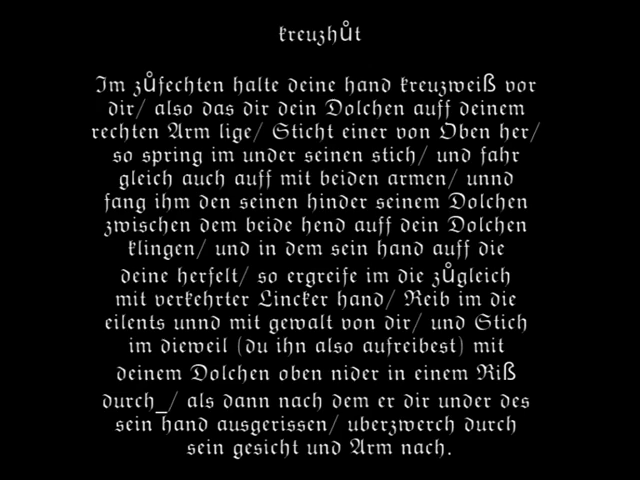 kreuzhůt
Im zůfechten halte deine hand kreuzweiß vor
dir/ also das dir dein Dolchen auff deinem
rechten Arm lige/ Sticht einer von Oben her/
so spring im under seinen stich/ und fahr
gleich auch auff mit beiden armen/ unnd
fang ihm den seinen hinder seinem Dolchen
zwischen dem beide hend auff dein Dolchen
klingen/ und in dem sein hand auff die
deine herfelt/ so ergreife im die zůgleich
mit verkehrter Lincker hand/ Reib im die
eilents unnd mit gewalt von dir/ und Stich
im dieweil (du ihn also aufreibest) mit
deinem Dolchen oben nider in einem Riß
durch_/ als dann nach dem er dir under des
sein hand ausgerissen/ uberzwerch durch
sein gesicht und Arm nach.